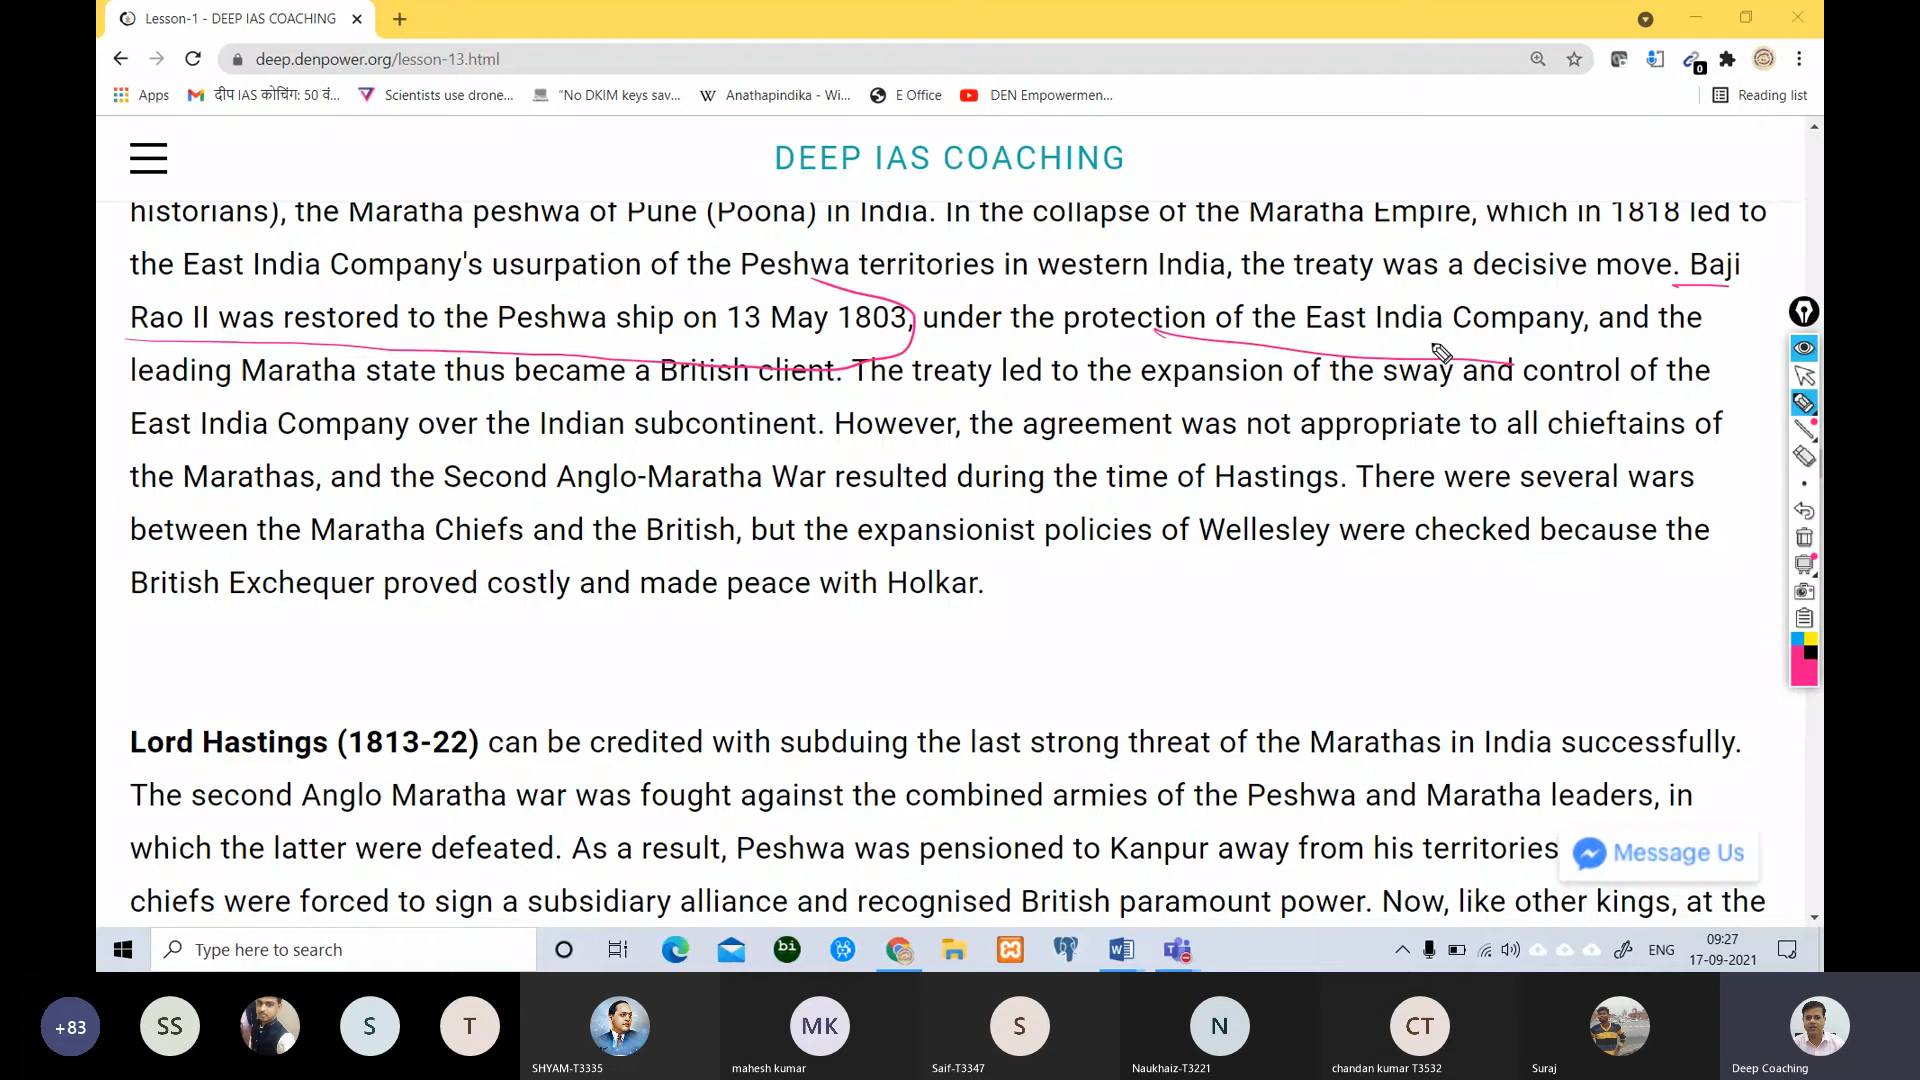 Lesson-1 - DEEP IAS COACHING
deep.denpower.org/lesson-13.html
0
Apps
दीप IAS कोचिंग: 50 वं...
Scientists use drone...
"No DKIM keys sav...
Anathapindika - Wi...
E Office
DEN Empowermen...
Reading list
DEEP IAS COACHING
historians), the Maratha peshwa of Pune (Poona) in India. In the collapse of the Maratha Empire, which in 1818 led to
the East India Company's usurpation of the Peshwa territories in western India, the treaty was a decisive move. Baji
Rao II was restored to the Peshwa ship on 13 May 1803, under the protection of the East India Company, and the
leading Maratha state thus became a British client. The treaty led to the expansion of the sway and control of the
East India Company over the Indian subcontinent. However, the agreement was not appropriate to all chieftains of
the Marathas, and the Second Anglo-Maratha War resulted during the time of Hastings. There were several wars
between the Maratha Chiefs and the British, but the expansionist policies of Wellesley were checked because the
British Exchequer proved costly and made peace with Holkar.
Lord Hastings (1813-22) can be credited with subduing the last strong threat of the Marathas in India successfully.
The second Anglo Maratha war was fought against the combined armies of the Peshwa and Maratha leaders, in
which the latter were defeated. As a result, Peshwa was pensioned to Kanpur away from his territories
Message Us
chiefs were forced to sign a subsidiary alliance and recognised British paramount power. Now, like other kings, at the
Type here to search
bi
ENG
09:27
17-09-2021
+83
SS
S
T
MK
S
N
CT
SHYAM-T3335
mahesh kumar
Saif-T3347
Naukhaiz-T3221
chandan kumar T3532
Suraj
Deep Coaching